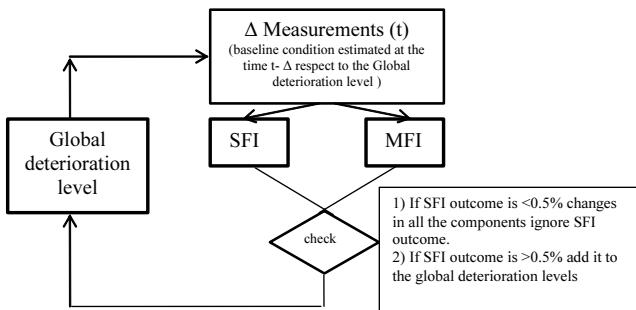 Δ Measurements (t)
(baseline condition estimated at the
time t- Δ respect to the Global
deterioration level )
SFI
MFI
Global
deterioration
level
check
1) If SFI outcome is <0.5% changes
in all the components ignore SFI
outcome.
2) If SFI outcome is >0.5% add it to
the global deterioration levels